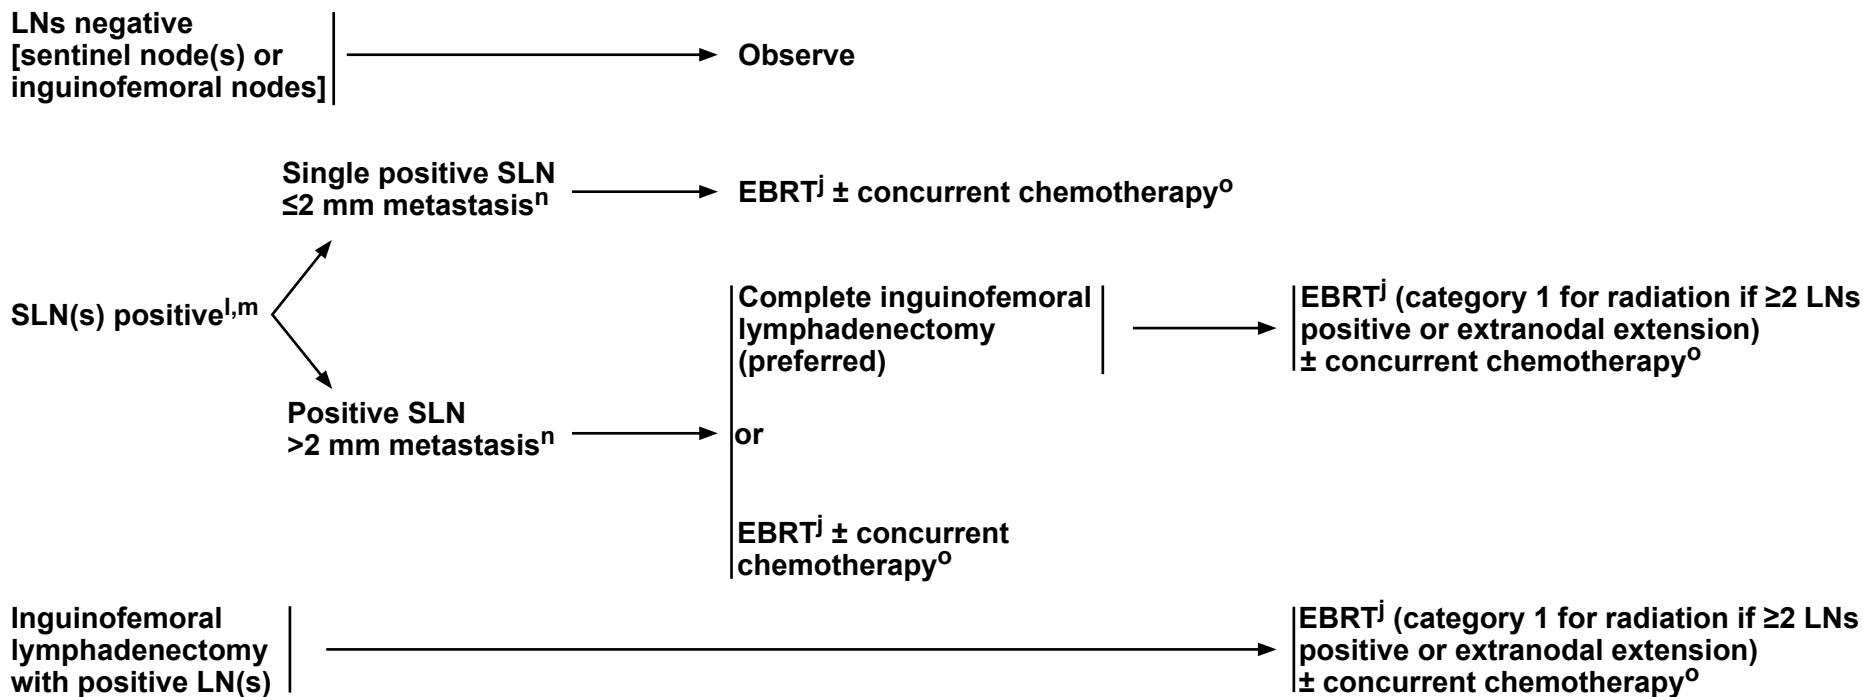 LNs negative
[sentinel node(s) or
inguinofemoral nodes]
Observe
Single positive SLN
≤2 mm metastasisⁿ
EBRTʲ ± concurrent chemotherapyᵒ
SLN(s) positiveˡ,ᵐ
Positive SLN
>2 mm metastasisⁿ
Complete inguinofemoral
lymphadenectomy
(preferred)
or
EBRTʲ ± concurrent
chemotherapyᵒ
EBRTʲ (category 1 for radiation if ≥2 LNs
positive or extranodal extension)
± concurrent chemotherapyᵒ
Inguinofemoral
lymphadenectomy
with positive LN(s)
EBRTʲ (category 1 for radiation if ≥2 LNs
positive or extranodal extension)
± concurrent chemotherapyᵒ